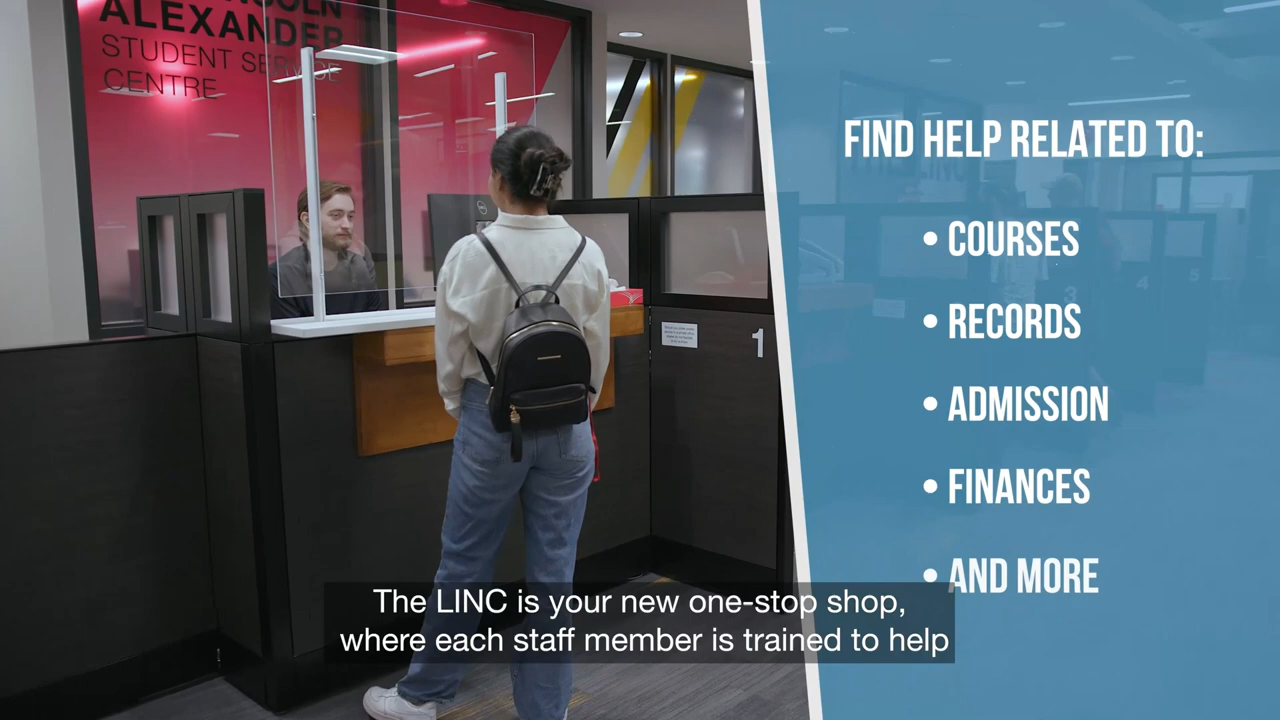 ALEXANDER
STUDENT SERVICE
CENTRE
1
FIND HELP RELATED TO:
• COURSES
• RECORDS
• ADMISSION
• FINANCES
• AND MORE
The LINC is your new one-stop shop,
where each staff member is trained to help